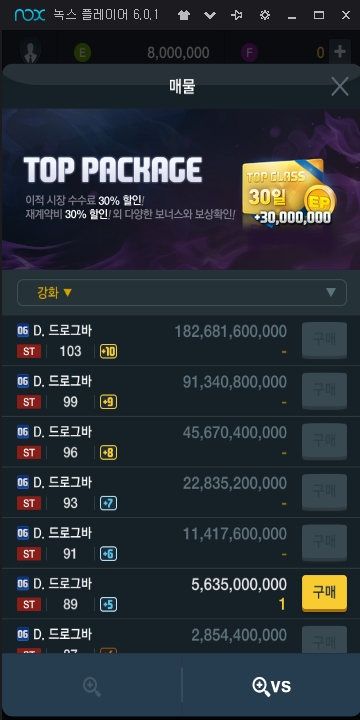 nox 녹스 플레이어 6.0.1
E 8,000,000 F 0 +
매물
TOP PACKAGE
이적 시장 수수료 30% 할인!
재계약비 30% 할인! 외 다양한 보너스와 보상확인!
TOP CLASS
30일
EP
+30,000,000
강화
06 D. 드로그바 182,681,600,000 구매
ST 103 +10 -
06 D. 드로그바 91,340,800,000 구매
ST 99 +9 -
06 D. 드로그바 45,670,400,000 구매
ST 96 +8 -
06 D. 드로그바 22,835,200,000 구매
ST 93 +7 -
06 D. 드로그바 11,417,600,000 구매
ST 91 +6 -
06 D. 드로그바 5,635,000,000 구매
ST 89 +5 1
06 D. 드로그바 2,854,400,000 구매
VS